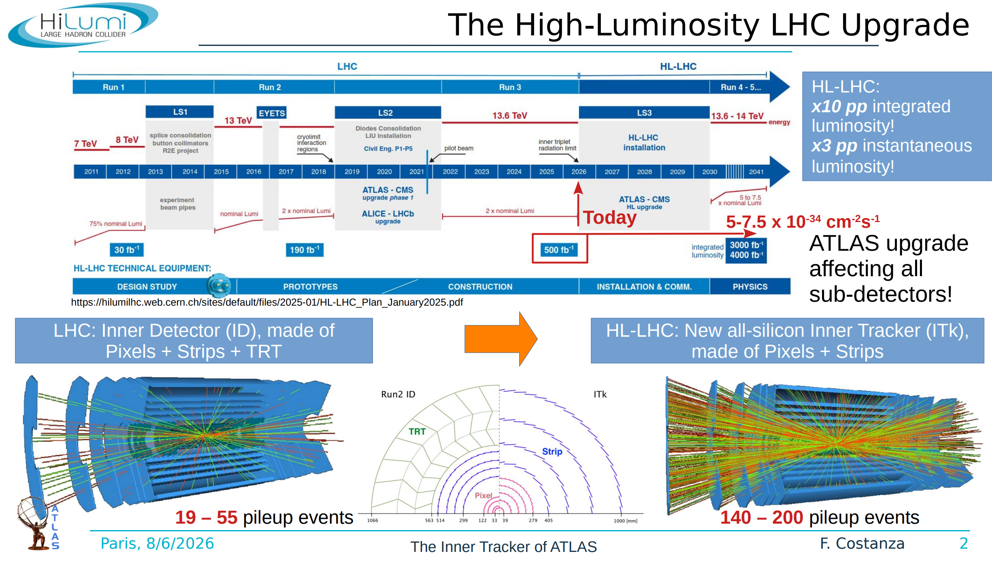 HiLumi
LARGE HADRON COLLIDER
The High-Luminosity LHC Upgrade
LHC
HL-LHC
Run 1
Run 2
Run 3
Run 4 - 5...
LS1
EYETS
LS2
LS3
7 TeV
8 TeV
13 TeV
13.6 TeV
13.6 - 14 TeV
energy
splice consolidation
button collimators
R2E project
cryolimit
interaction
regions
Diodes Consolidation
LIU Installation
Civil Eng. P1-P5
pilot beam
inner triplet
radiation limit
HL-LHC
installation
2011 2012 2013 2014 2015 2016 2017 2018 2019 2020 2021 2022 2023 2024 2025 2026 2027 2028 2029 2030 2041
experiment
beam pipes
75% nominal Lumi
nominal Lumi
2 x nominal Lumi
ATLAS - CMS
upgrade phase 1
ALICE - LHCb
upgrade
2 x nominal Lumi
ATLAS - CMS
HL upgrade
5 to 7.5
x nominal Lumi
Today
5-7.5 x 10-34 cm-2s-1
30 fb-1
190 fb-1
500 fb-1
integrated
luminosity
3000 fb-1
4000 fb-1
HL-LHC TECHNICAL EQUIPMENT:
DESIGN STUDY
PROTOTYPES
CONSTRUCTION
INSTALLATION & COMM.
PHYSICS
https://hilumilhc.web.cern.ch/sites/default/files/2025-01/HL-LHC_Plan_January2025.pdf
HL-LHC:
x10 pp integrated
luminosity!
x3 pp instantaneous
luminosity!
ATLAS upgrade
affecting all
sub-detectors!
LHC: Inner Detector (ID), made of
Pixels + Strips + TRT
HL-LHC: New all-silicon Inner Tracker (ITk),
made of Pixels + Strips
Run2 ID
ITk
TRT
Strip
Pixel
1066 563 514 299 122 33 39 279 405 1000 [mm]
19 – 55 pileup events
140 – 200 pileup events
ATLAS
Paris, 8/6/2026
The Inner Tracker of ATLAS
F. Costanza
2